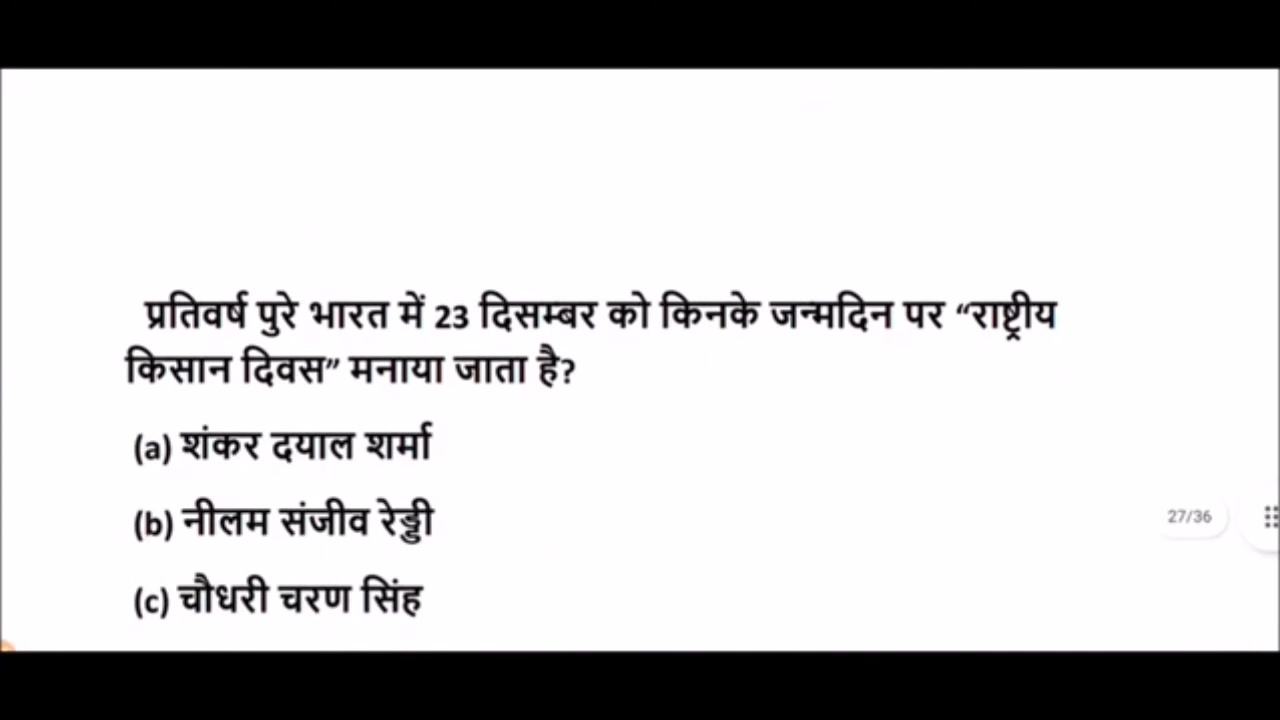 प्रतिवर्ष पुरे भारत में 23 दिसम्बर को किनके जन्मदिन पर “राष्ट्रीय
किसान दिवस” मनाया जाता है?
(a) शंकर दयाल शर्मा
(b) नीलम संजीव रेड्डी
27/36
(c) चौधरी चरण सिंह